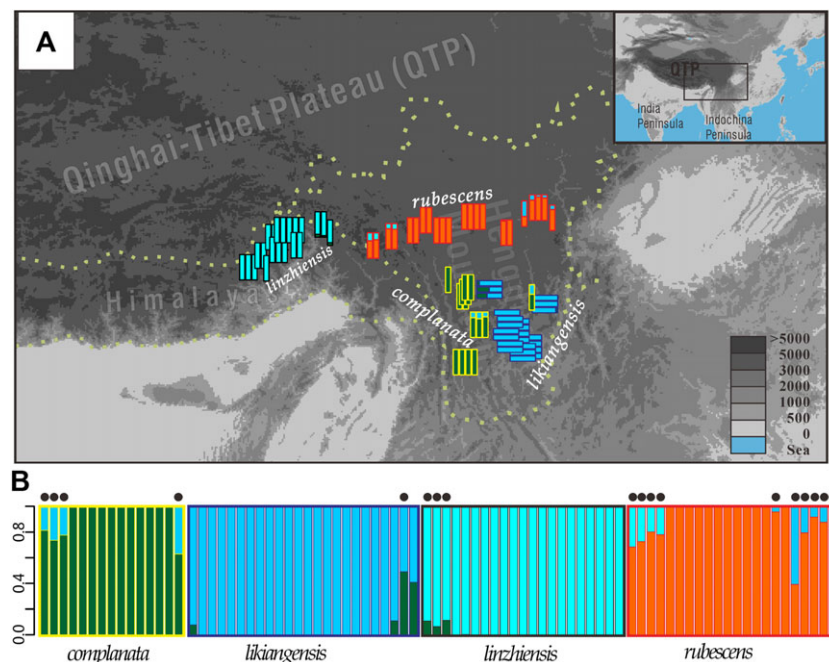 A
Qinghai-Tibet Plateau (QTP)
QTP
India
Peninsula
Indochina
Peninsula
rubescens
linzhiensis
Himalayas
complanata
likiangensis
>5000
5000
3000
2000
1000
500
0
Sea
B
0.8
0.4
0.0
complanata
likiangensis
linzhiensis
rubescens